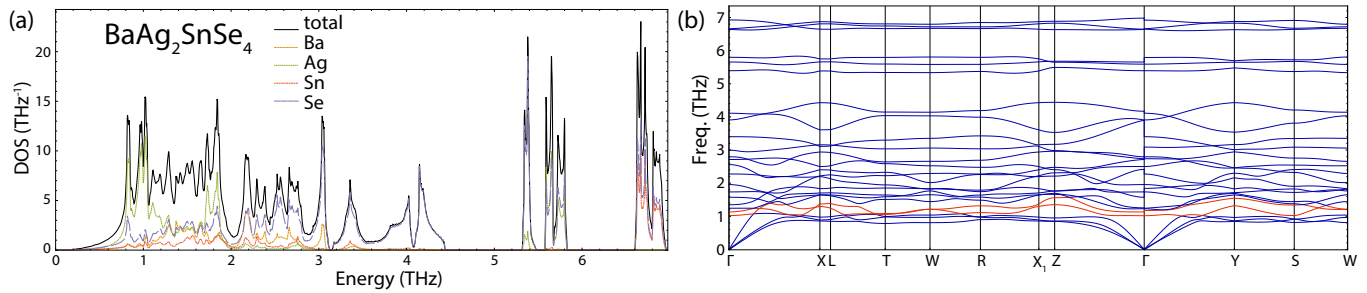 (a)
BaAg2SnSe4
total
Ba
Ag
Sn
Se
DOS (THz-1)
20
15
10
5
0
0 1 2 3 4 5 6
Energy (THz)
(b)
Freq. (THz)
7
6
5
4
3
2
1
0
Γ X L T W R X1 Z Γ Y S W